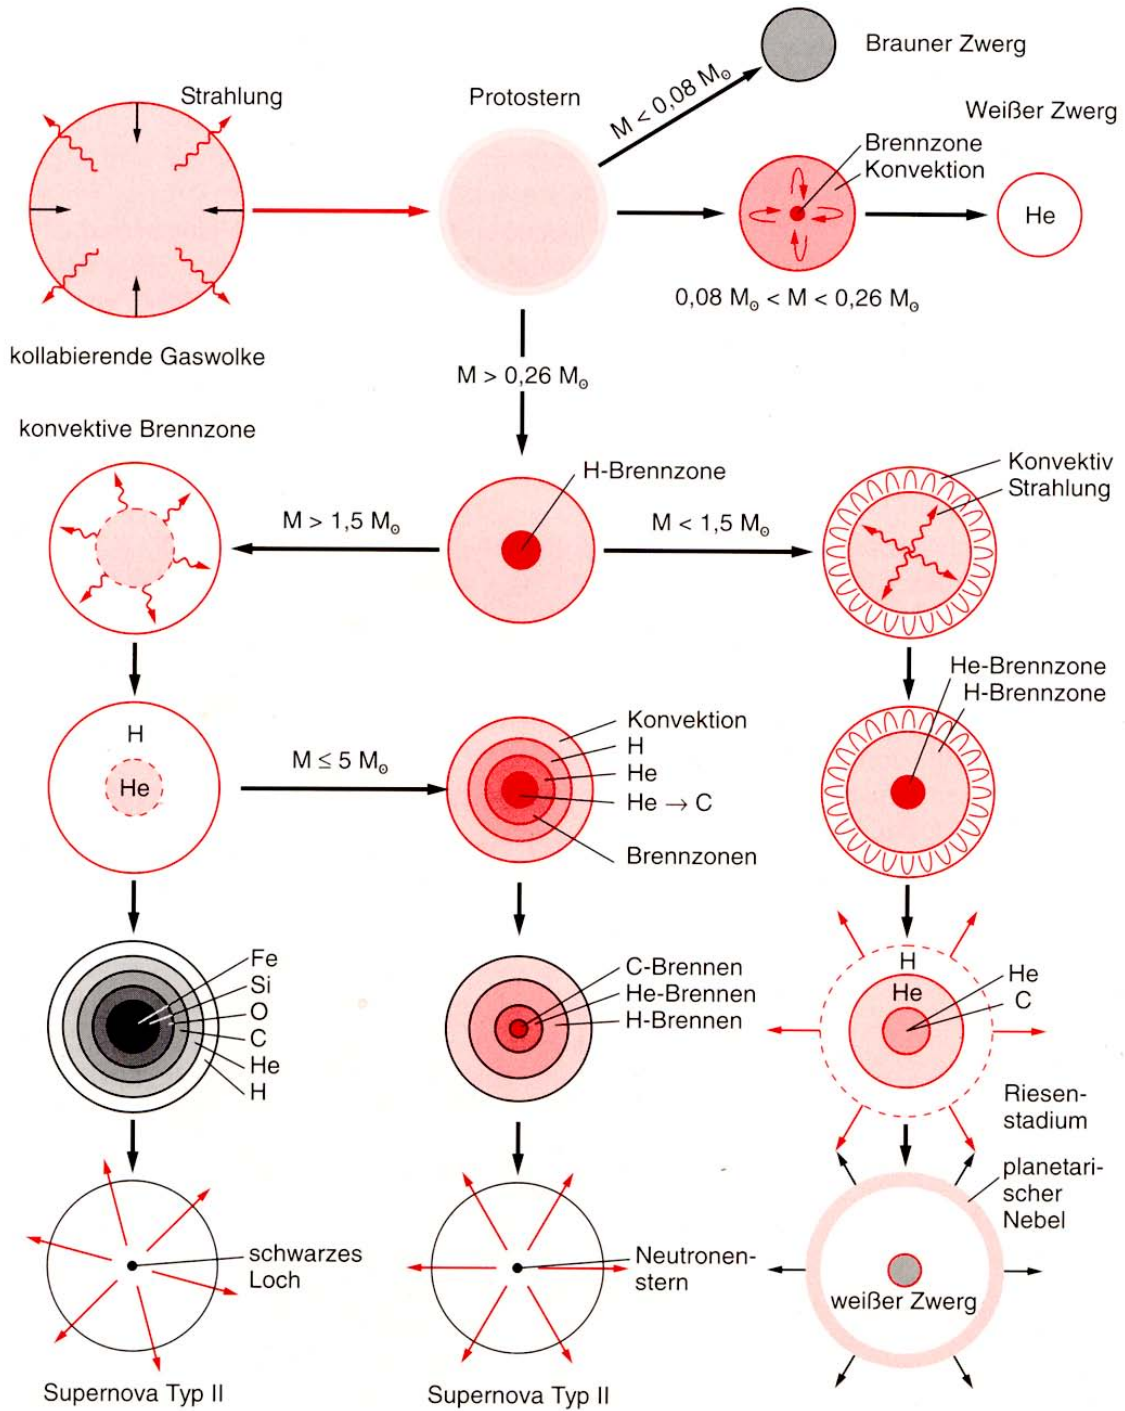 Brauner Zwerg
Strahlung
Protostern
M < 0,08 M☉
Weißer Zwerg
Brennzone
Konvektion
He
0,08 M☉ < M < 0,26 M☉
kollabierende Gaswolke
M > 0,26 M☉
konvektive Brennzone
H-Brennzone
Konvektiv
Strahlung
M > 1,5 M☉
M < 1,5 M☉
He-Brennzone
H-Brennzone
H
He
M ≤ 5 M☉
Konvektion
H
He
He → C
Brennzonen
Fe
Si
O
C
He
H
C-Brennen
He-Brennen
H-Brennen
H
He
He
C
Riesen-
stadium
planetari-
scher
Nebel
schwarzes
Loch
Neutronen-
stern
weißer Zwerg
Supernova Typ II
Supernova Typ II